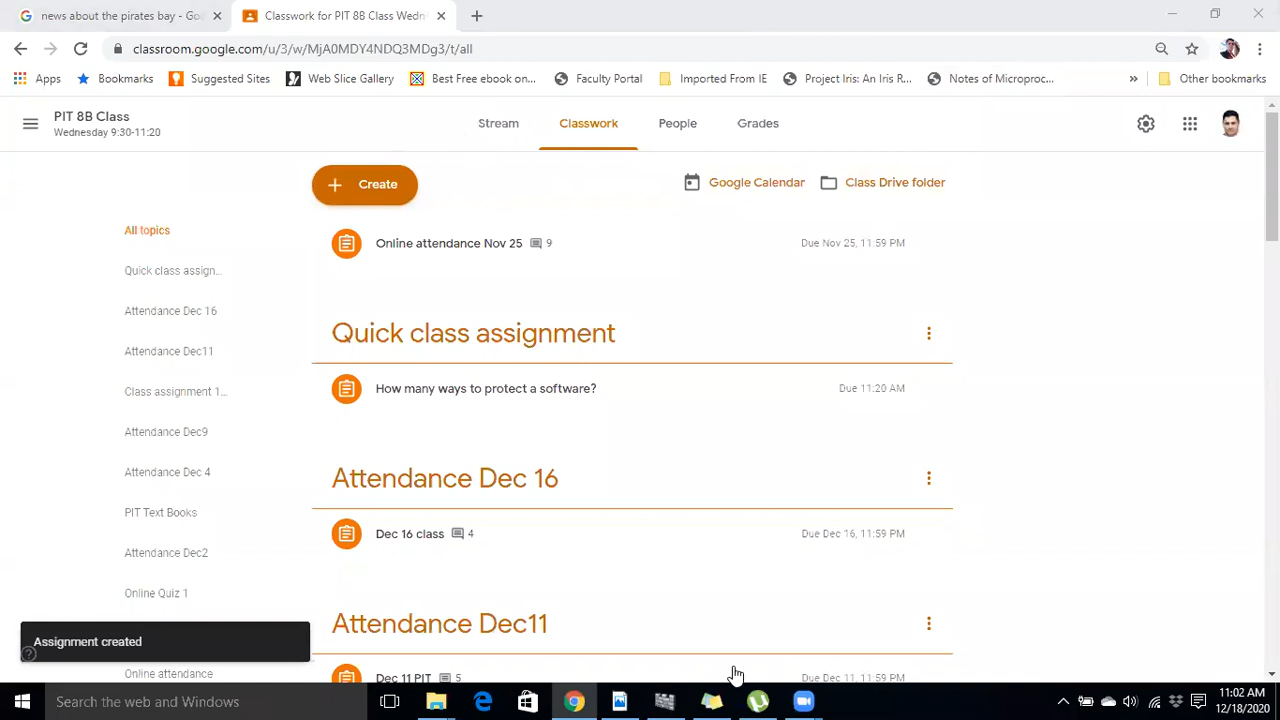 news about the pirates bay - Go
Classwork for PIT 8B Class Wedn
classroom.google.com/u/3/w/MjA0MDY4NDQ3MDg3/t/all
Apps
Bookmarks
Suggested Sites
Web Slice Gallery
Best Free ebook on...
Faculty Portal
Imported From IE
Project Iris: An Iris R...
Notes of Microproc...
»
Other bookmarks
PIT 8B Class
Wednesday 9:30-11:20
Stream
Classwork
People
Grades
+ Create
Google Calendar
Class Drive folder
All topics
Quick class assign...
Attendance Dec 16
Attendance Dec11
Class assignment 1...
Attendance Dec9
Attendance Dec 4
PIT Text Books
Attendance Dec2
Online Quiz 1
Online attendance
Online attendance Nov 25 9
Due Nov 25, 11:59 PM
Quick class assignment
How many ways to protect a software?
Due 11:20 AM
Attendance Dec 16
Dec 16 class 4
Due Dec 16, 11:59 PM
Attendance Dec11
Dec 11 PIT 5
Due Dec 11, 11:59 PM
Assignment created
?
Search the web and Windows
11:02 AM
12/18/2020